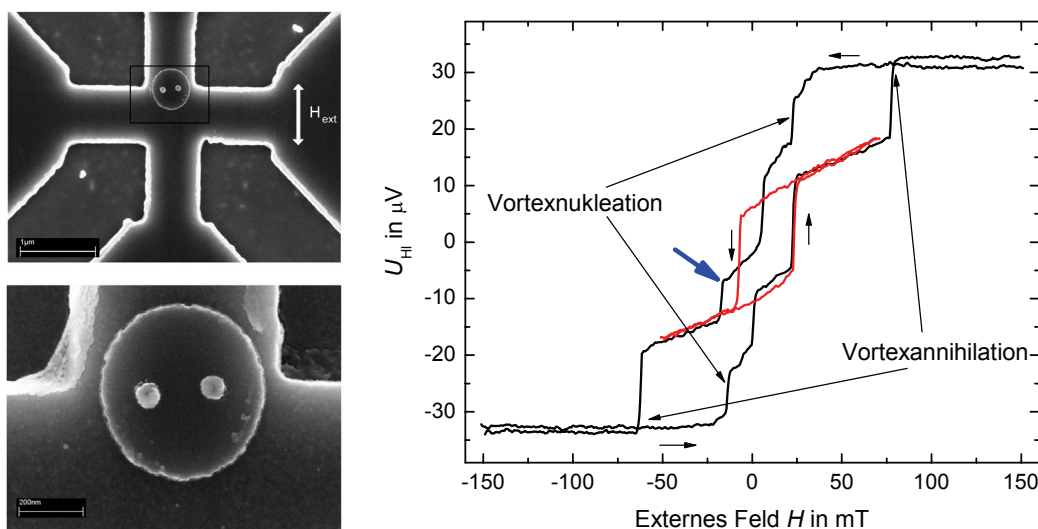 H_ext
1µm
200nm
U_Hl in µV
30
20
10
0
-10
-20
-30
Vortexnukleation
Vortexannihilation
-150
-100
-50
0
50
100
150
Externes Feld H in mT